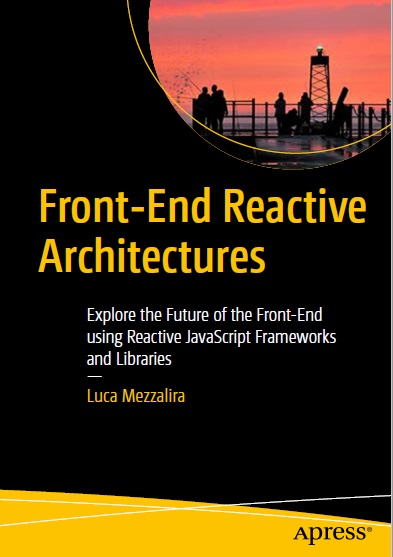 Front-End Reactive
Architectures
Explore the Future of the Front-End
using Reactive JavaScript Frameworks
and Libraries
—
Luca Mezzalira
Apress®